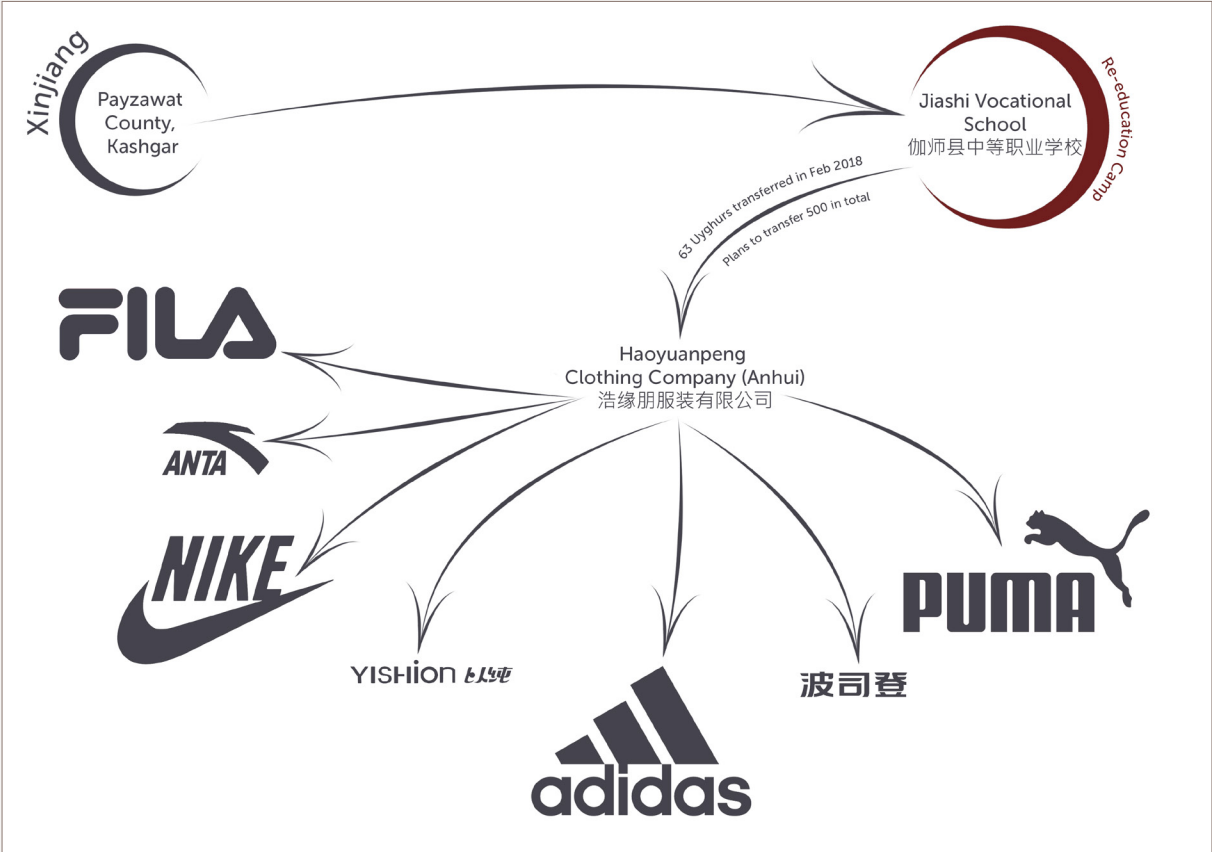 Xinjiang
Payzawat
County,
Kashgar
Jiashi Vocational
School
伽师县中等职业学校
Re-education Camp
63 Uyghurs transferred in Feb 2018
Plans to transfer 500 in total
Haoyuanpeng
Clothing Company (Anhui)
浩缘朋服装有限公司
FILA
ANTA
NIKE
YISHION 以纯
adidas
波司登
PUMA